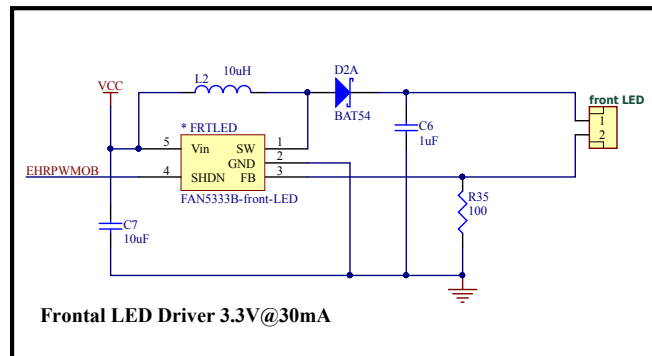 VCC
L2
10uH
D2A
BAT54
front LED
1
2
* FRTLED
5
Vin
SW
1
GND
2
EHRPWMOB
4
SHDN
FB
3
FAN5333B-front-LED
C6
1uF
C7
10uF
R35
100
Frontal LED Driver 3.3V@30mA